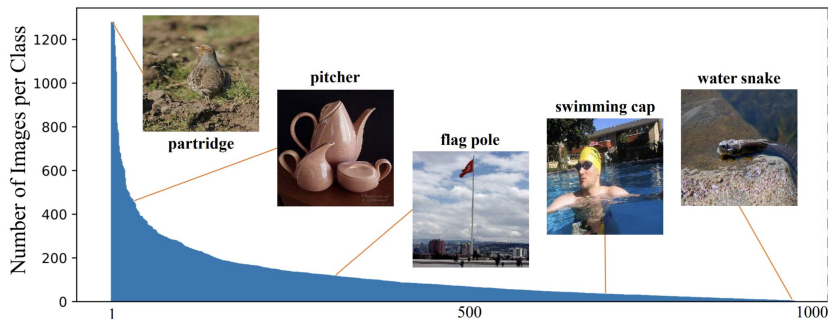 Number of Images per Class
1200
1000
800
600
400
200
0
partridge
pitcher
flag pole
swimming cap
water snake
1
500
1000